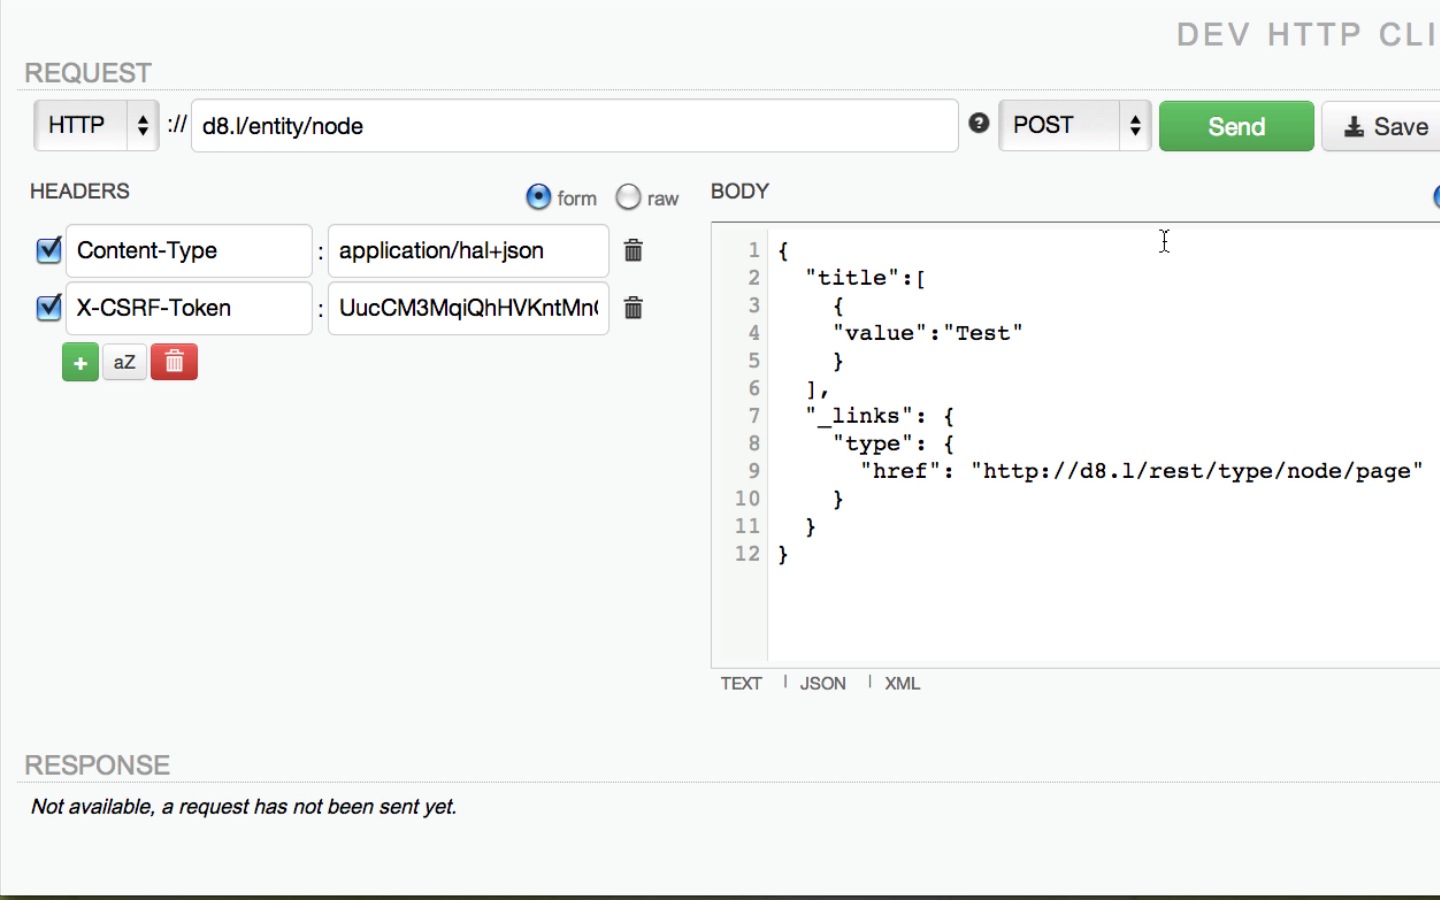 DEV HTTP CLI
REQUEST
HTTP :// d8.l/entity/node POST Send Save
HEADERS form raw
Content-Type : application/hal+json
X-CSRF-Token : UucCM3MqiQhHVKntMn
+ aZ
BODY
1 {
2 "title":[
3 {
4 "value":"Test"
5 }
6 ],
7 "_links": {
8 "type": {
9 "href": "http://d8.l/rest/type/node/page"
10 }
11 }
12 }
TEXT | JSON | XML
RESPONSE
Not available, a request has not been sent yet.